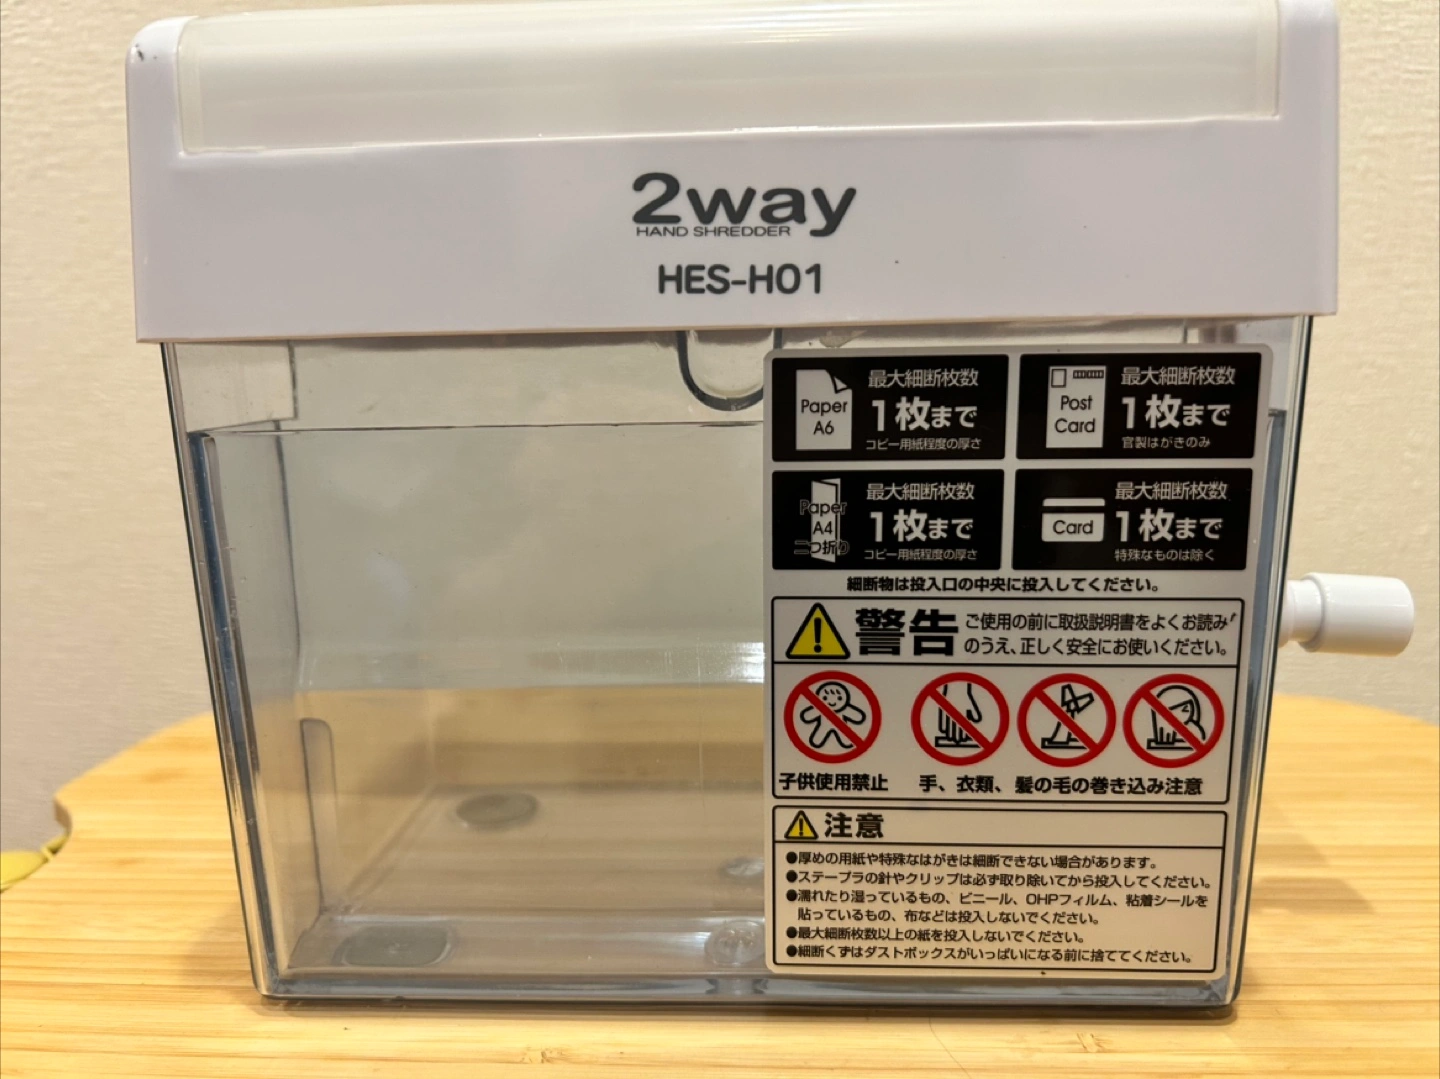 2way
HAND SHREDDER
HES-H01
Paper
A6
最大細断枚数
1枚まで
コピー用紙程度の厚さ
Post
Card
最大細断枚数
1枚まで
官製はがきのみ
Paper
A4
二つ折り
最大細断枚数
1枚まで
コピー用紙程度の厚さ
Card
最大細断枚数
1枚まで
特殊なものは除く
細断物は投入口の中央に投入してください。
警告
ご使用の前に取扱説明書をよくお読み
のうえ、正しく安全にお使いください。
子供使用禁止
手、衣類、髪の毛の巻き込み注意
注意
●厚めの用紙や特殊なはがきは細断できない場合があります。
●ステープラの針やクリップは必ず取り除いてから投入してください。
●濡れたり湿っているもの、ビニール、OHPフィルム、粘着シールを
貼っているもの、布などは投入しないでください。
●最大細断枚数以上の紙を投入しないでください。
●細断くずはダストボックスがいっぱいになる前に捨ててください。